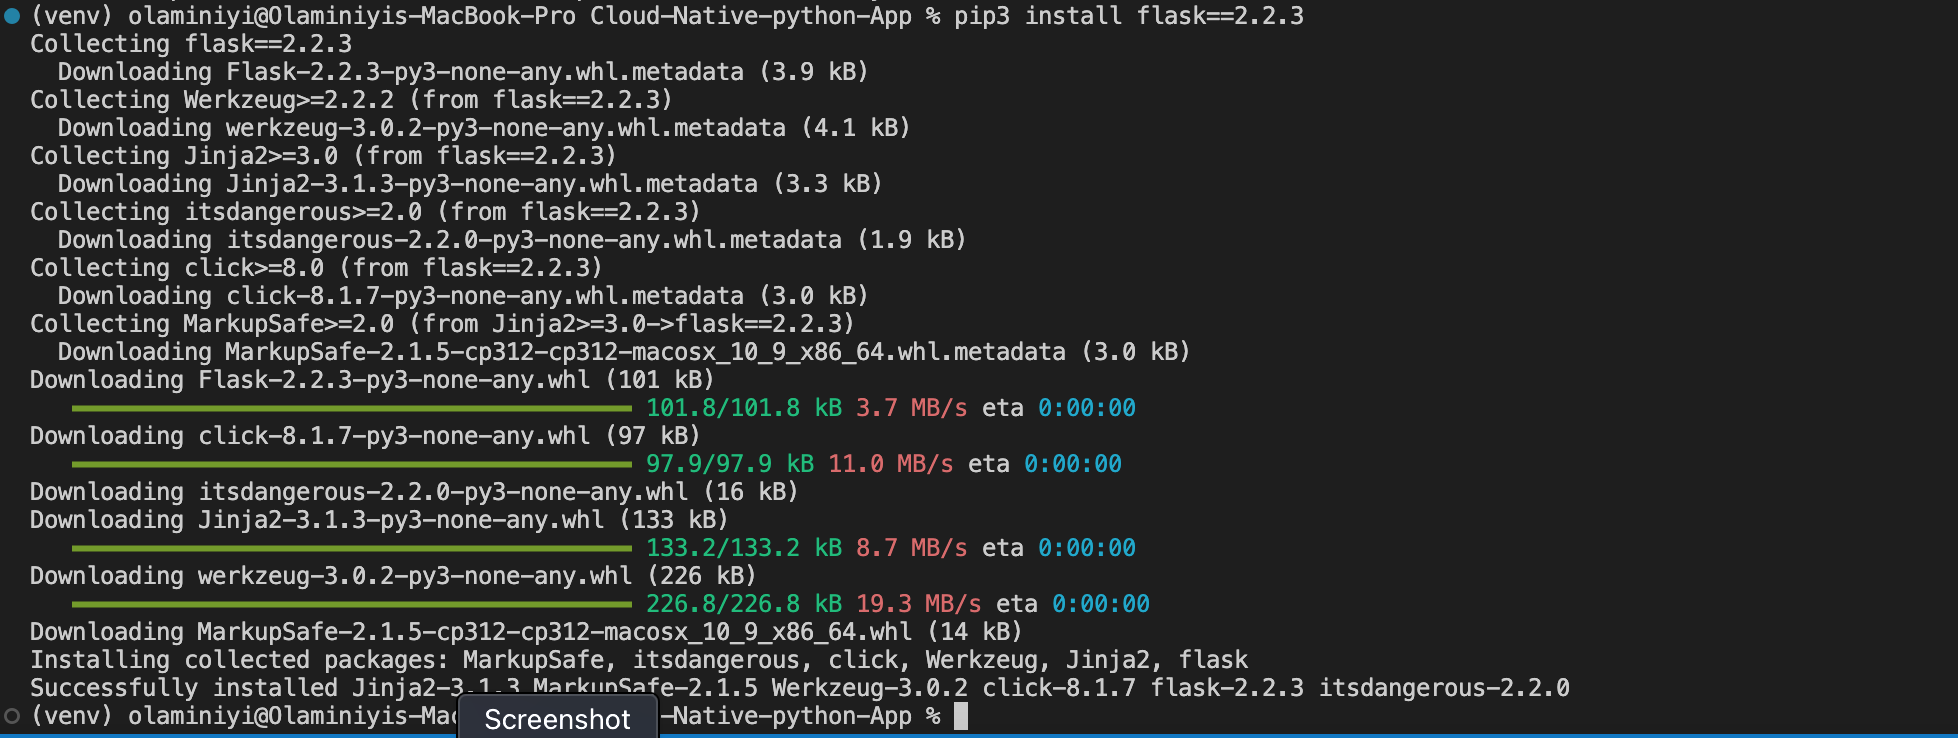 (venv) olaminiyi@Olaminiyis-MacBook-Pro Cloud-Native-python-App % pip3 install flask==2.2.3
Collecting flask==2.2.3
  Downloading Flask-2.2.3-py3-none-any.whl.metadata (3.9 kB)
Collecting Werkzeug>=2.2.2 (from flask==2.2.3)
  Downloading werkzeug-3.0.2-py3-none-any.whl.metadata (4.1 kB)
Collecting Jinja2>=3.0 (from flask==2.2.3)
  Downloading Jinja2-3.1.3-py3-none-any.whl.metadata (3.3 kB)
Collecting itsdangerous>=2.0 (from flask==2.2.3)
  Downloading itsdangerous-2.2.0-py3-none-any.whl.metadata (1.9 kB)
Collecting click>=8.0 (from flask==2.2.3)
  Downloading click-8.1.7-py3-none-any.whl.metadata (3.0 kB)
Collecting MarkupSafe>=2.0 (from Jinja2>=3.0->flask==2.2.3)
  Downloading MarkupSafe-2.1.5-cp312-cp312-macosx_10_9_x86_64.whl.metadata (3.0 kB)
Downloading Flask-2.2.3-py3-none-any.whl (101 kB)
101.8/101.8 kB 3.7 MB/s eta 0:00:00
Downloading click-8.1.7-py3-none-any.whl (97 kB)
97.9/97.9 kB 11.0 MB/s eta 0:00:00
Downloading itsdangerous-2.2.0-py3-none-any.whl (16 kB)
Downloading Jinja2-3.1.3-py3-none-any.whl (133 kB)
133.2/133.2 kB 8.7 MB/s eta 0:00:00
Downloading werkzeug-3.0.2-py3-none-any.whl (226 kB)
226.8/226.8 kB 19.3 MB/s eta 0:00:00
Downloading MarkupSafe-2.1.5-cp312-cp312-macosx_10_9_x86_64.whl (14 kB)
Installing collected packages: MarkupSafe, itsdangerous, click, Werkzeug, Jinja2, flask
Successfully installed Jinja2-3.1.3 MarkupSafe-2.1.5 Werkzeug-3.0.2 click-8.1.7 flask-2.2.3 itsdangerous-2.2.0
(venv) olaminiyi@Olaminiyis-Mac -Native-python-App %
Screenshot